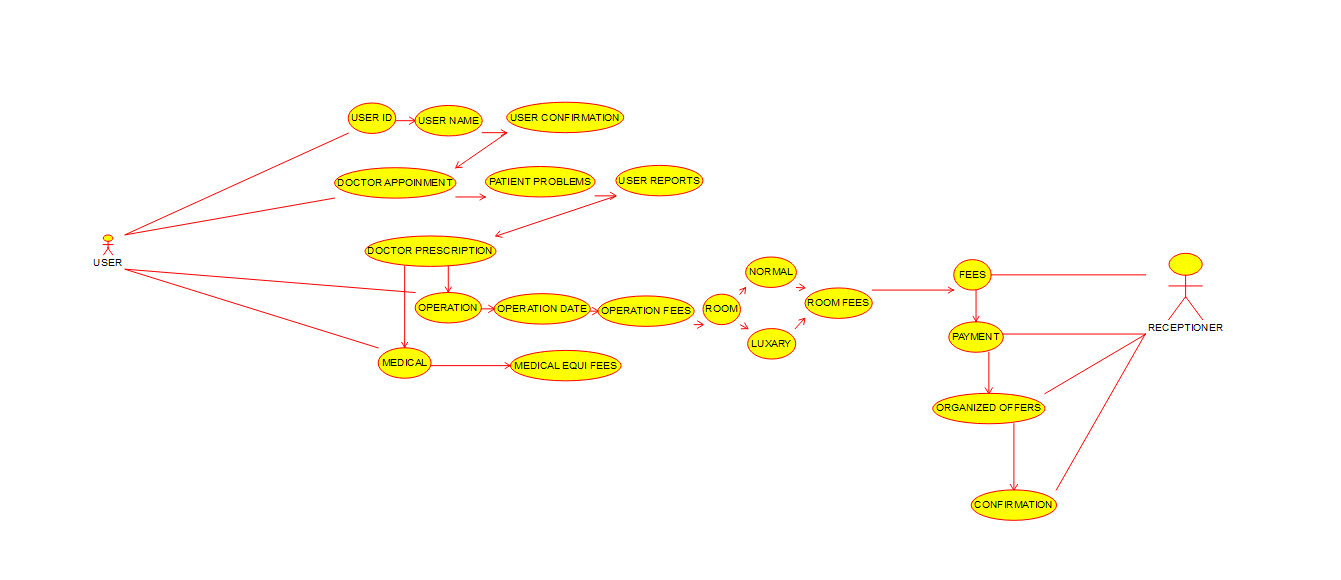 USER ID
USER NAME
USER CONFIRMATION
DOCTOR APPOINMENT
PATIENT PROBLEMS
USER REPORTS
USER
DOCTOR PRESCRIPTION
OPERATION
OPERATION DATE
OPERATION FEES
ROOM
NORMAL
LUXARY
ROOM FEES
MEDICAL
MEDICAL EQUI FEES
FEES
PAYMENT
RECEPTIONER
ORGANIZED OFFERS
CONFIRMATION